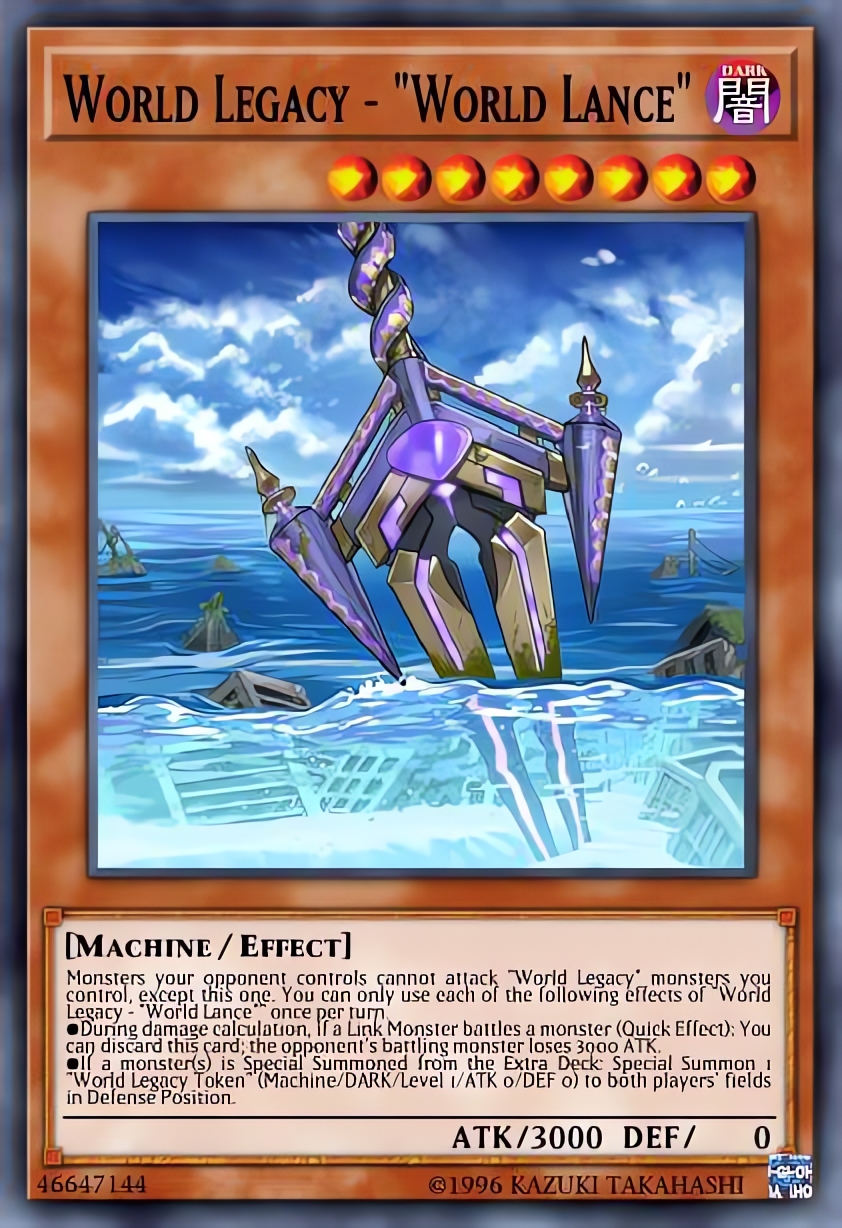 World Legacy - "World Lance"
DARK
闇
[Machine / Effect]
Monsters your opponent controls cannot attack "World Legacy" monsters you
control, except this one. You can only use each of the following effects of "World
Legacy - "World Lance"" once per turn.
●During damage calculation, if a Link Monster battles a monster (Quick Effect): You
can discard this card; the opponent's battling monster loses 3000 ATK.
●If a monster(s) is Special Summoned from the Extra Deck: Special Summon 1
"World Legacy Token" (Machine/DARK/Level 1/ATK 0/DEF 0) to both players' fields
in Defense Position.
ATK/3000 DEF/ 0
46647144 ©1996 KAZUKI TAKAHASHI